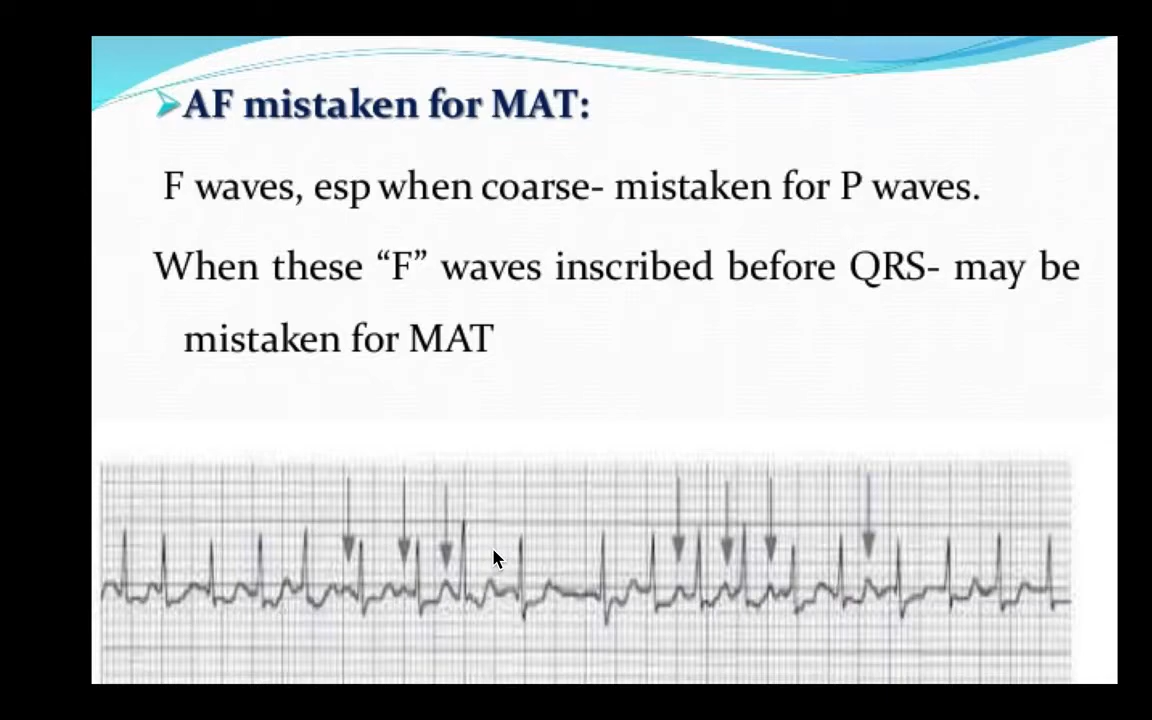 AF mistaken for MAT:
F waves, esp when coarse- mistaken for P waves.
When these “F” waves inscribed before QRS- may be
mistaken for MAT